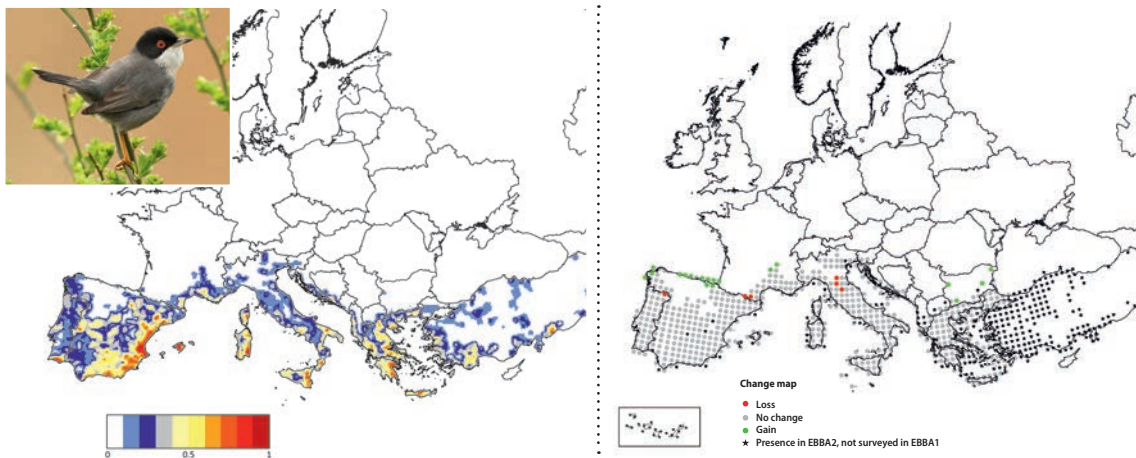 0 0.5 1
Change map
Loss
No change
Gain
Presence in EBBA2, not surveyed in EBBA1